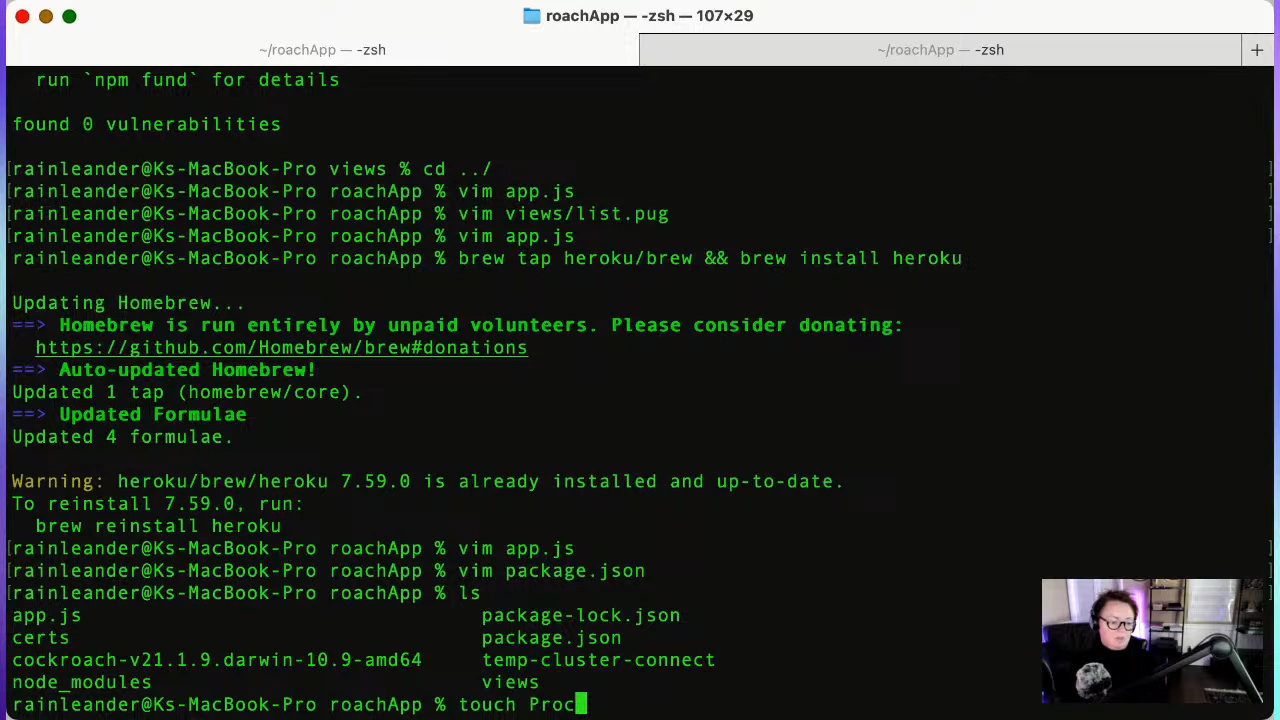 roachApp — -zsh — 107×29
~/roachApp — -zsh
~/roachApp — -zsh
+
run `npm fund` for details
found 0 vulnerabilities
[rainleander@Ks-MacBook-Pro views % cd ../ ]
[rainleander@Ks-MacBook-Pro roachApp % vim app.js ]
[rainleander@Ks-MacBook-Pro roachApp % vim views/list.pug ]
[rainleander@Ks-MacBook-Pro roachApp % vim app.js ]
rainleander@Ks-MacBook-Pro roachApp % brew tap heroku/brew && brew install heroku
Updating Homebrew...
==> Homebrew is run entirely by unpaid volunteers. Please consider donating:
https://github.com/Homebrew/brew#donations
==> Auto-updated Homebrew!
Updated 1 tap (homebrew/core).
==> Updated Formulae
Updated 4 formulae.
Warning: heroku/brew/heroku 7.59.0 is already installed and up-to-date.
To reinstall 7.59.0, run:
brew reinstall heroku
[rainleander@Ks-MacBook-Pro roachApp % vim app.js ]
[rainleander@Ks-MacBook-Pro roachApp % vim package.json ]
[rainleander@Ks-MacBook-Pro roachApp % ls ]
app.js package-lock.json
certs package.json
cockroach-v21.1.9.darwin-10.9-amd64 temp-cluster-connect
node_modules views
rainleander@Ks-MacBook-Pro roachApp % touch Proc